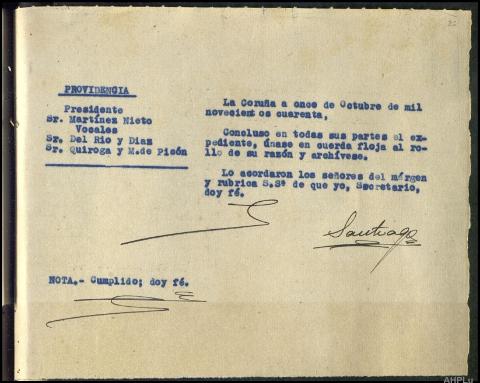 PROVIDENCIA
Presidente
Sr. Martínez Nieto
Vocales
Sr. Del Rio y Diaz
Sr. Quiroga y M. de Picón
La Coruña a once de Octubre de mil
novecientos cuarenta,
Concluso en todas sus partes el ex-
pediente, únase en cuerda floja al ro-
llo de su razón y archívese.
Lo acordaron los señores del márgen
y rubrica S.Sª de que yo, Secretario,
doy fé.
Santiago
NOTA.- Cumplido; doy fé.
AHPLu